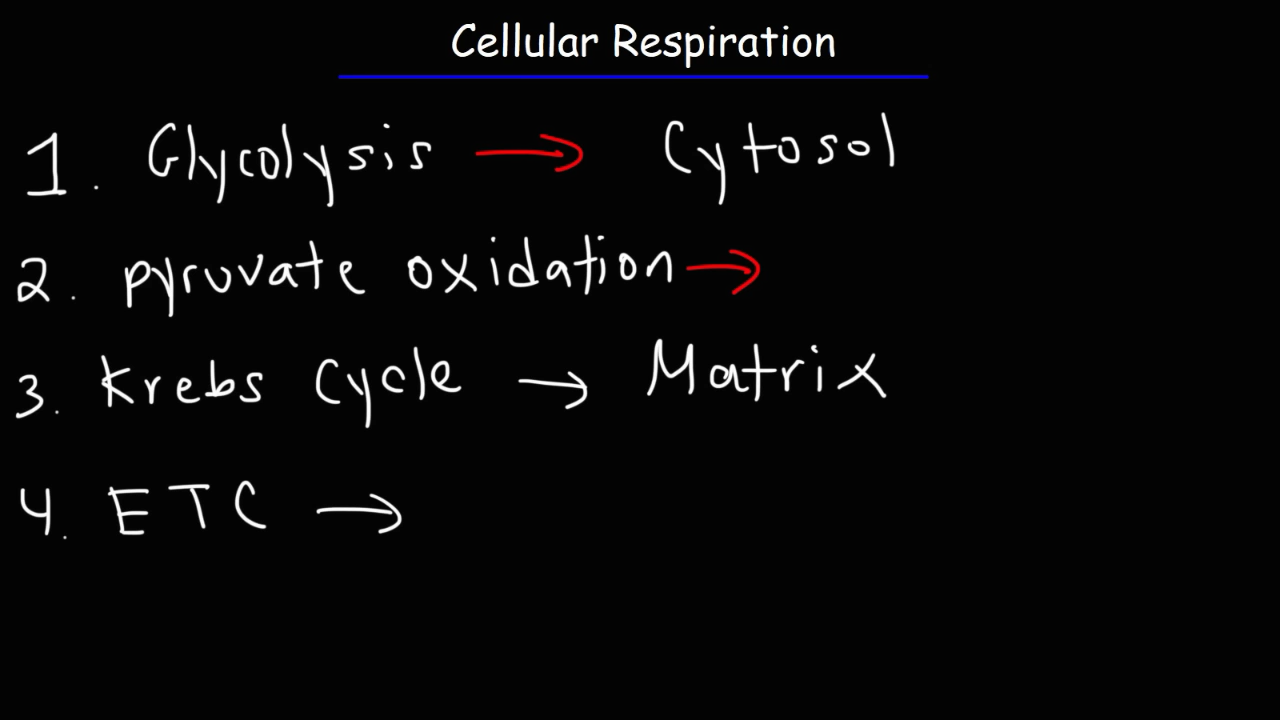 Cellular Respiration
1. Glycolysis → Cytosol
2. pyruvate oxidation →
3. Krebs Cycle → Matrix
4. ETC →